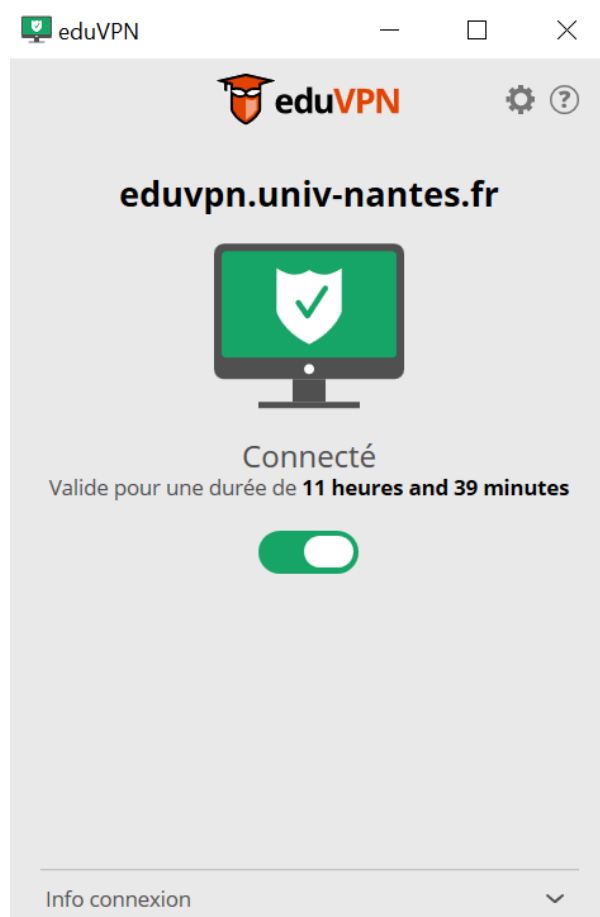 eduVPN
eduVPN
eduvpn.univ-nantes.fr
Connecté
Valide pour une durée de 11 heures and 39 minutes
Info connexion